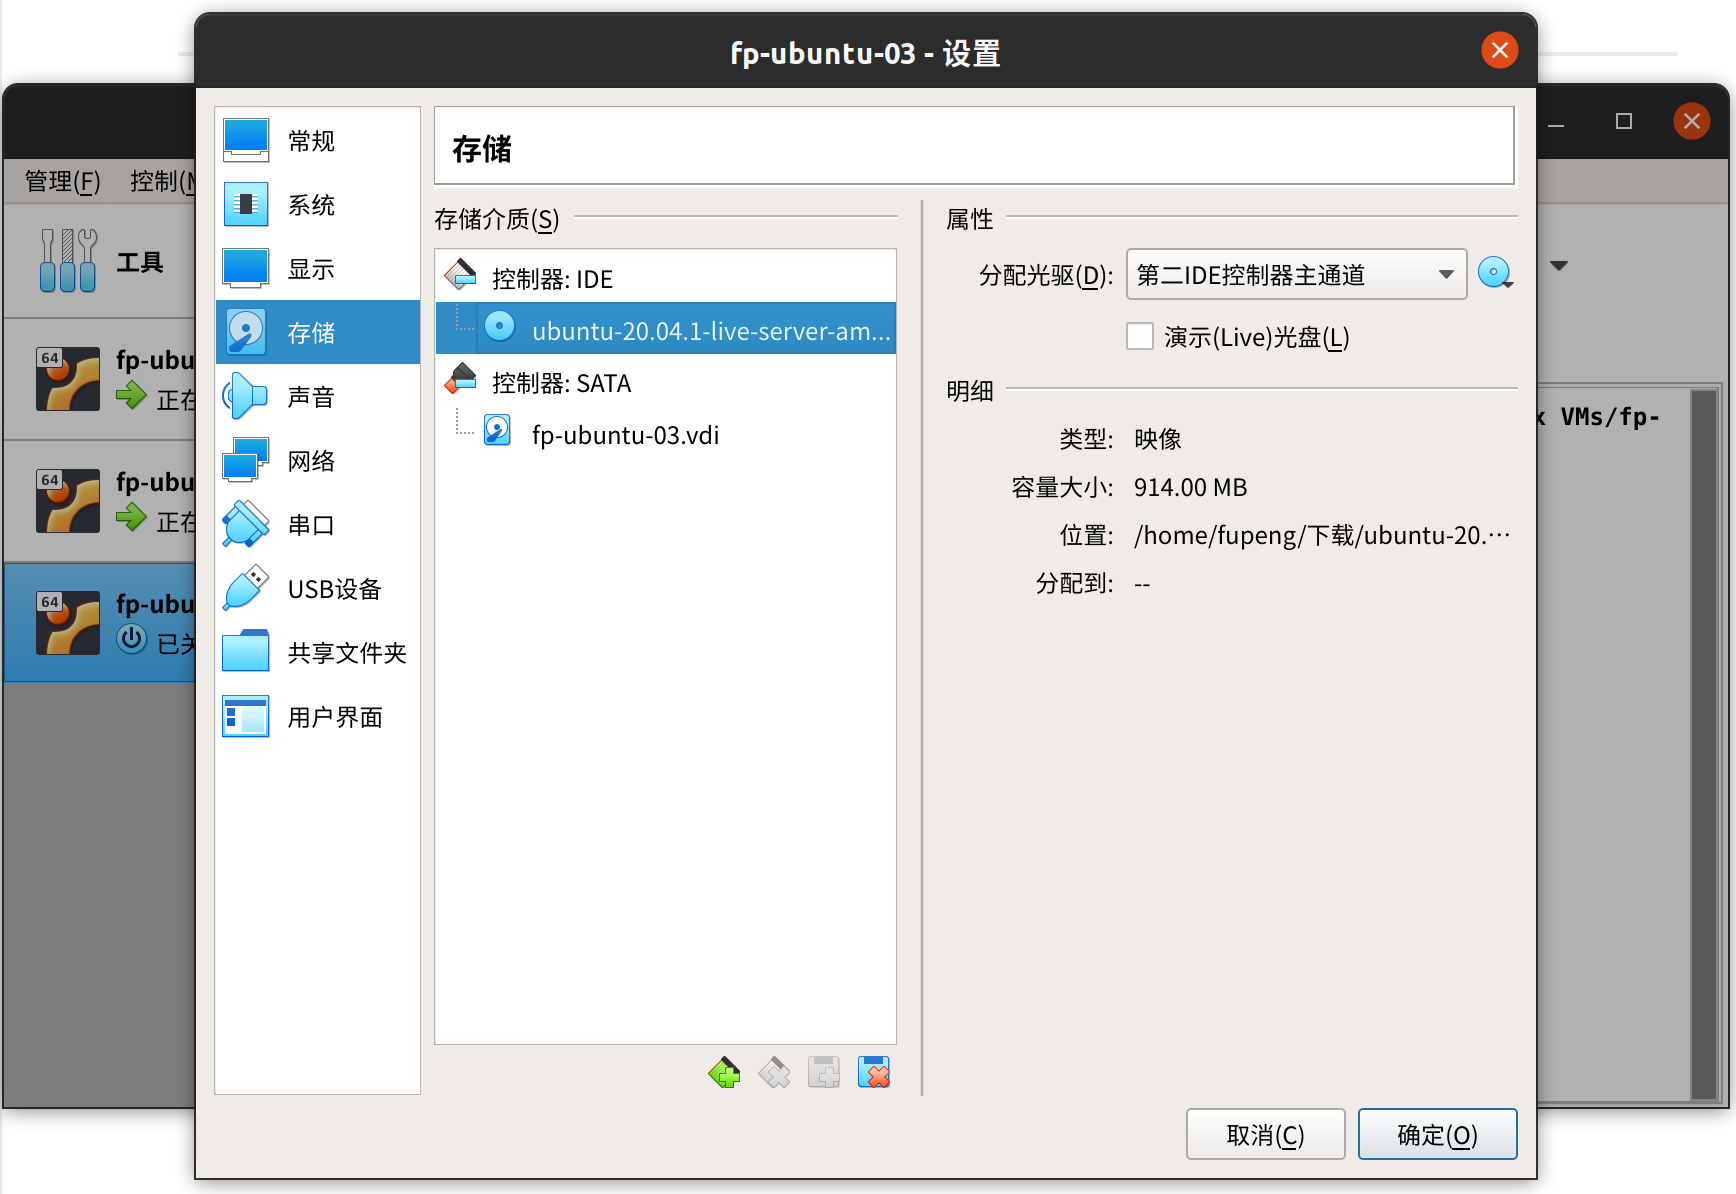 fp-ubuntu-03 - 设置
管理(F) 控制(M
工具
64
fp-ubu
正在
64
fp-ubu
正在
64
fp-ubu
已关
常规
系统
显示
存储
声音
网络
串口
USB设备
共享文件夹
用户界面
存储
存储介质(S)
控制器: IDE
ubuntu-20.04.1-live-server-am...
控制器: SATA
fp-ubuntu-03.vdi
属性
分配光驱(D): 第二IDE控制器主通道
演示(Live)光盘(L)
明细
类型: 映像
容量大小: 914.00 MB
位置: /home/fupeng/下载/ubuntu-20.⋯
分配到: --
x VMs/fp-
取消(C) 确定(O)